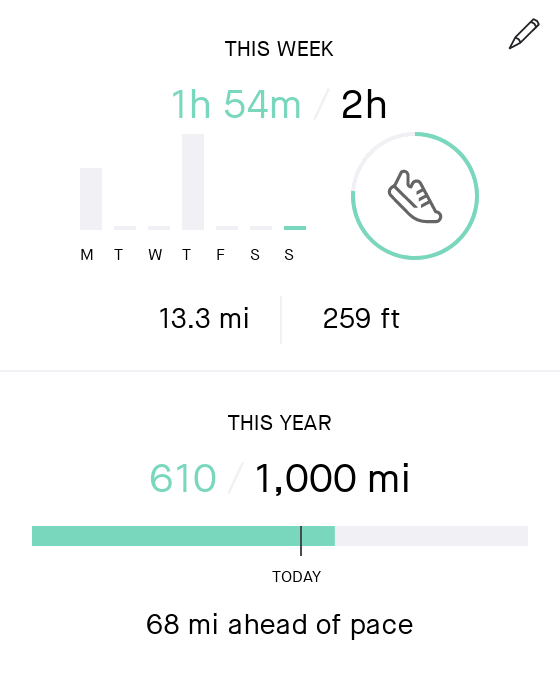 THIS WEEK
1h 54m / 2h
M T W T F S S
13.3 mi 259 ft
THIS YEAR
610 / 1,000 mi
TODAY
68 mi ahead of pace